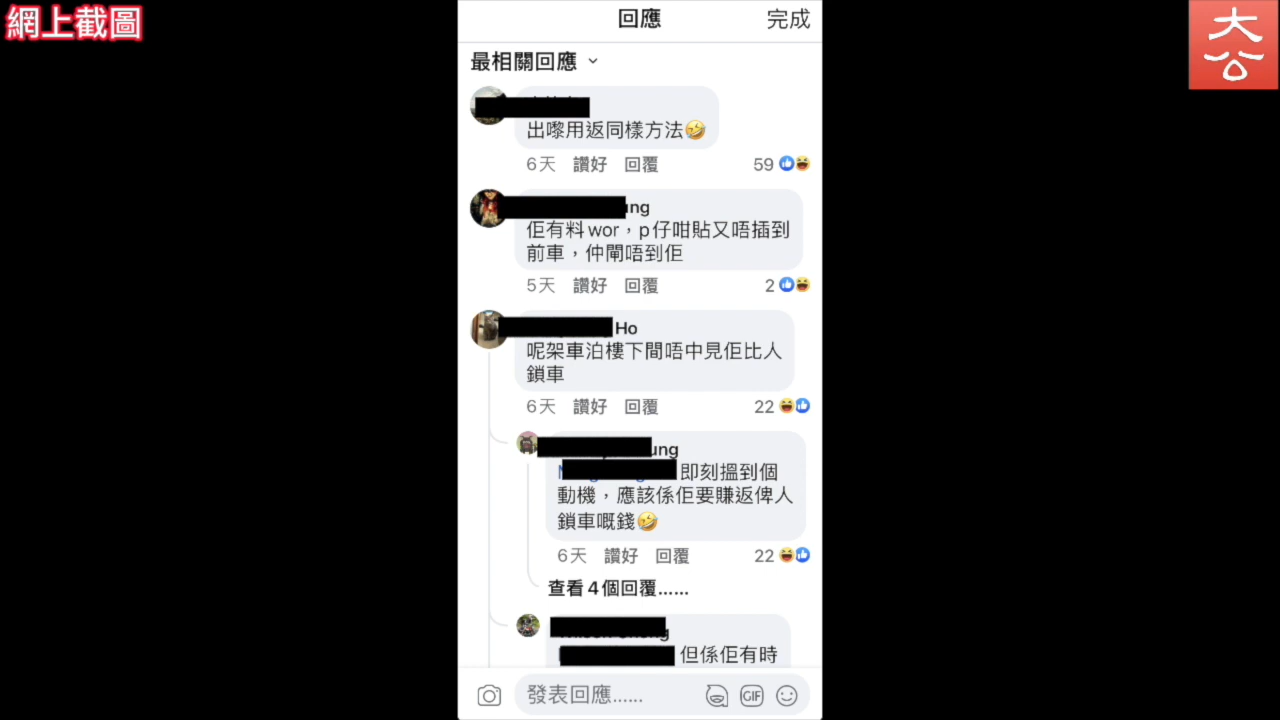 網上截圖
大公
回應
完成
最相關回應
出嚟用返同樣方法🤣
6天 讚好 回覆 59
ng
佢有料wor，p仔咁貼又唔插到
前車，仲閘唔到佢
5天 讚好 回覆 2
Ho
呢架車泊樓下間唔中見佢比人
鎖車
6天 讚好 回覆 22
ung
即刻搵到個
動機，應該係佢要賺返俾人
鎖車嘅錢🤣
6天 讚好 回覆 22
查看4個回覆......
但係佢有時
發表回應......
GIF